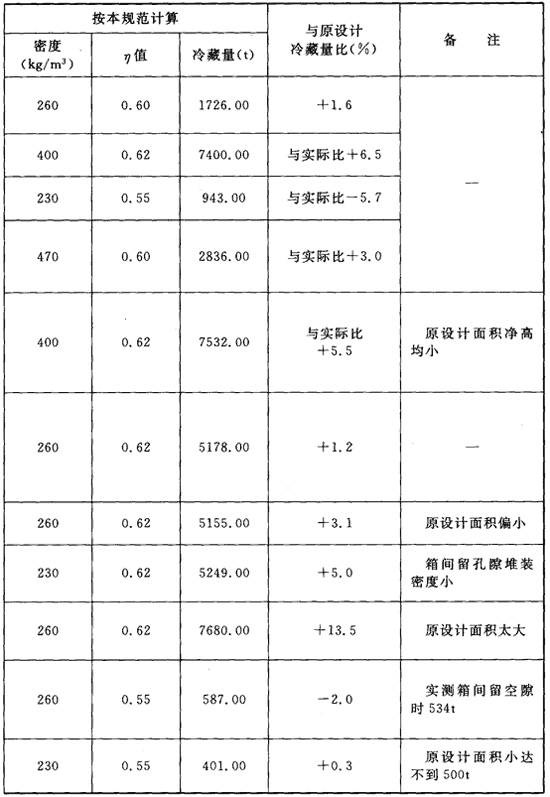 按本规范计算
与原设计
冷藏量比(%)
备 注
密度
(kg/m³)
η值
冷藏量(t)
260 0.60 1726.00 +1.6
—
400 0.62 7400.00 与实际比+6.5
230 0.55 943.00 与实际比-5.7
470 0.60 2836.00 与实际比+3.0
400 0.62 7532.00
与实际比
+5.5
原设计面积净高
均小
260 0.62 5178.00 +1.2 —
260 0.62 5155.00 +3.1 原设计面积偏小
230 0.62 5249.00 +5.0
箱间留孔隙堆装
密度小
260 0.62 7680.00 +13.5 原设计面积太大
260 0.55 587.00 -2.0
实测箱间留空隙
时534t
230 0.55 401.00 +0.3
原设计面积小达
不到500t